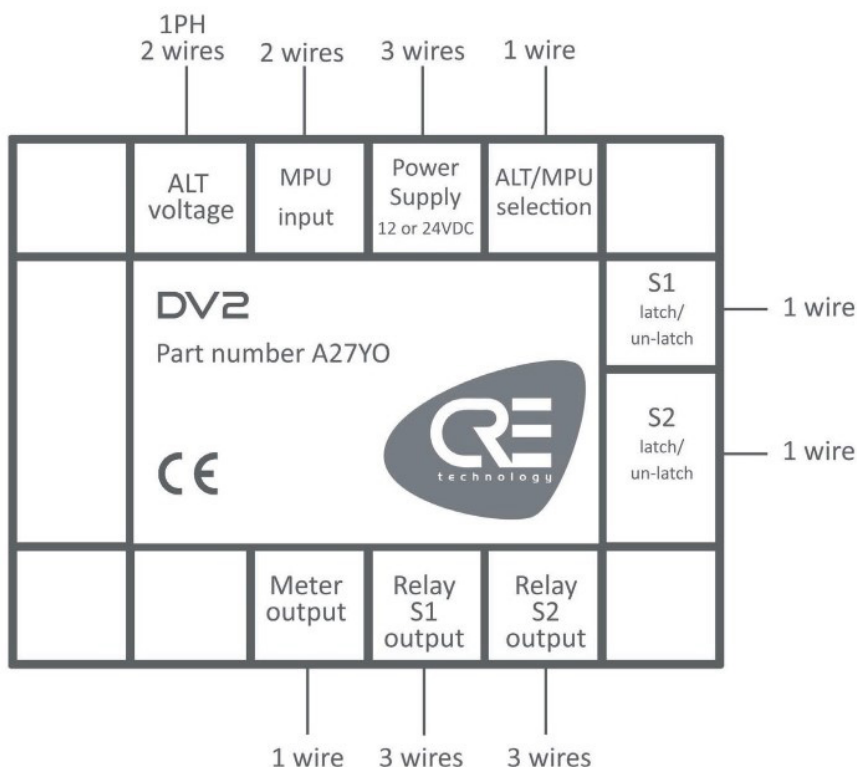 1PH
2 wires
2 wires
3 wires
1 wire
ALT
voltage
MPU
input
Power
Supply
12 or 24VDC
ALT/MPU
selection
DV2
Part number A27YO
CE
CRE
technology
S1
latch/
un-latch
1 wire
S2
latch/
un-latch
1 wire
Meter
output
Relay
S1
output
Relay
S2
output
1 wire
3 wires
3 wires